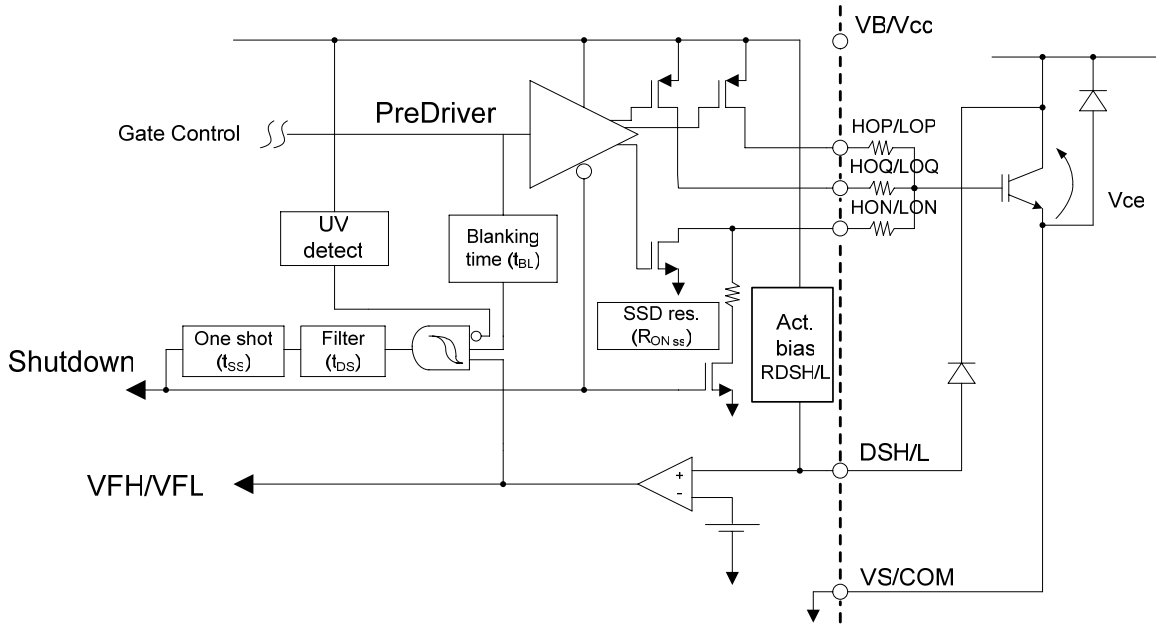 VB/Vcc
PreDriver
Gate Control
HOP/LOP
HOQ/LOQ
HON/LON
Vce
UV
detect
Blanking
time (tBL)
SSD res.
(RON ss)
Act.
bias
RDSH/L
One shot
(tSS)
Filter
(tDS)
Shutdown
DSH/L
+
-
VFH/VFL
VS/COM